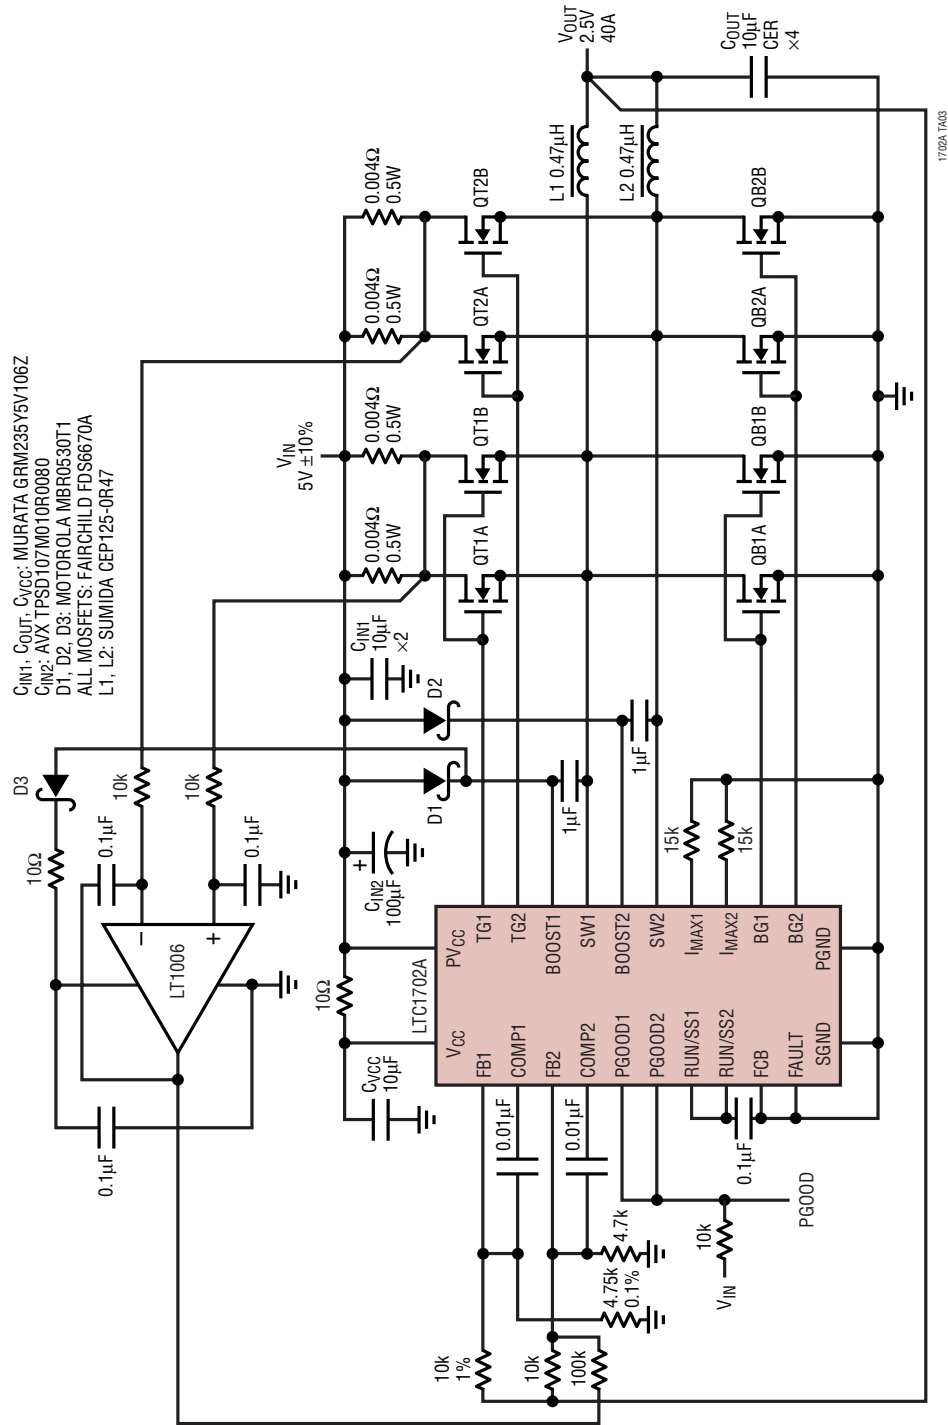 C_IN1, C_OUT, C_VCC: MURATA GRM235Y5V106Z
C_IN2: AVX TPSD107M010R0080
D1, D2, D3: MOTOROLA MBR0530T1
ALL MOSFETS: FAIRCHILD FDS6670A
L1, L2: SUMIDA CEP125-0R47
D3
10Ω
0.1µF
10k
10k
0.1µF
LT1006
–
+
0.1µF
V_IN
5V ±10%
0.004Ω
0.5W
0.004Ω
0.5W
0.004Ω
0.5W
0.004Ω
0.5W
C_IN1
10µF
×2
D2
D1
+
C_IN2
100µF
1µF
1µF
10Ω
C_VCC
10µF
QT1A
QT1B
QT2A
QT2B
L1 0.47µH
L2 0.47µH
V_OUT
2.5V
40A
C_OUT
10µF
CER
×4
QB1A
QB1B
QB2A
QB2B
LTC1702A
V_CC
PV_CC
FB1
TG1
COMP1
TG2
FB2
BOOST1
COMP2
SW1
PGOOD1
BOOST2
PGOOD2
SW2
RUN/SS1
I_MAX1
RUN/SS2
I_MAX2
FCB
BG1
FAULT
BG2
SGND
PGND
15k
15k
0.01µF
0.01µF
0.1µF
4.7k
4.75k
0.1%
10k
V_IN
PGOOD
10k
1%
10k
100k
1702A TA03